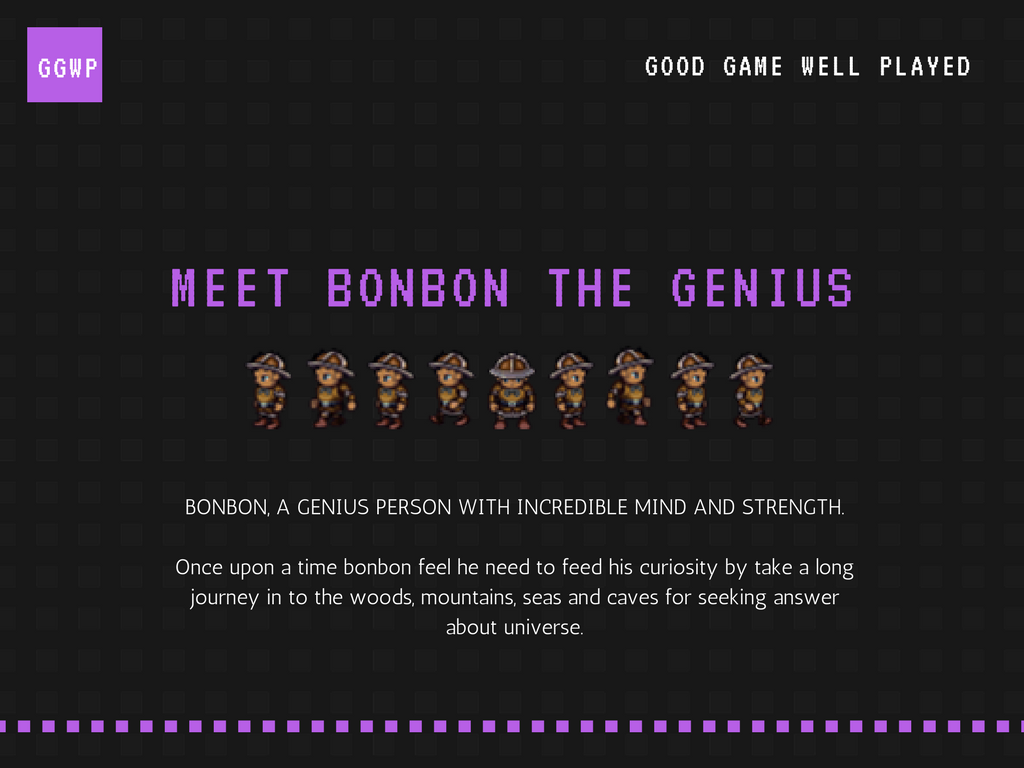 GGWP
GOOD GAME WELL PLAYED
MEET BONBON THE GENIUS
BONBON, A GENIUS PERSON WITH INCREDIBLE MIND AND STRENGTH.
Once upon a time bonbon feel he need to feed his curiosity by take a long
journey in to the woods, mountains, seas and caves for seeking answer
about universe.